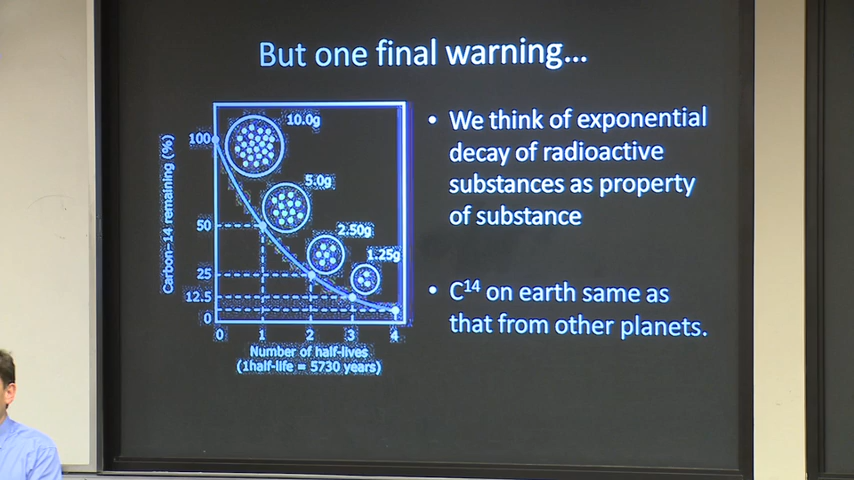 But one final warning...
10.0g
100
5.0g
50
2.50g
1.25g
25
12.5
0
0 1 2 3 4
Carbon-14 remaining (%)
Number of half-lives
(1half-life = 5730 years)
• We think of exponential
decay of radioactive
substances as property
of substance
• C¹⁴ on earth same as
that from other planets.